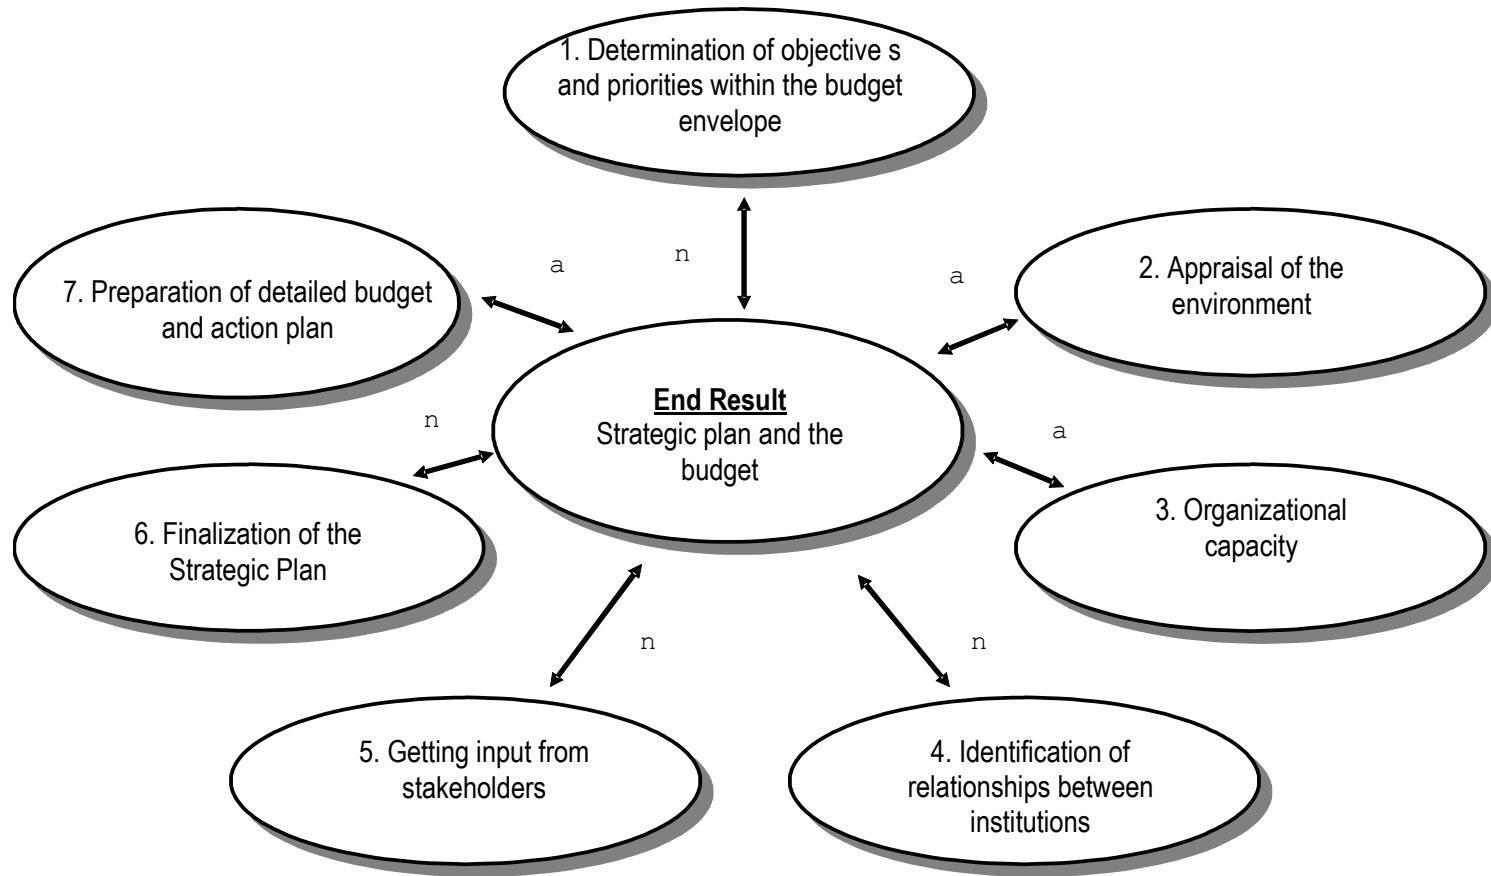 1. Determination of objective s
and priorities within the budget
envelope
n
a
a
2. Appraisal of the
environment
7. Preparation of detailed budget
and action plan
End Result
Strategic plan and the
budget
n
a
3. Organizational
capacity
6. Finalization of the
Strategic Plan
n
n
5. Getting input from
stakeholders
4. Identification of
relationships between
institutions